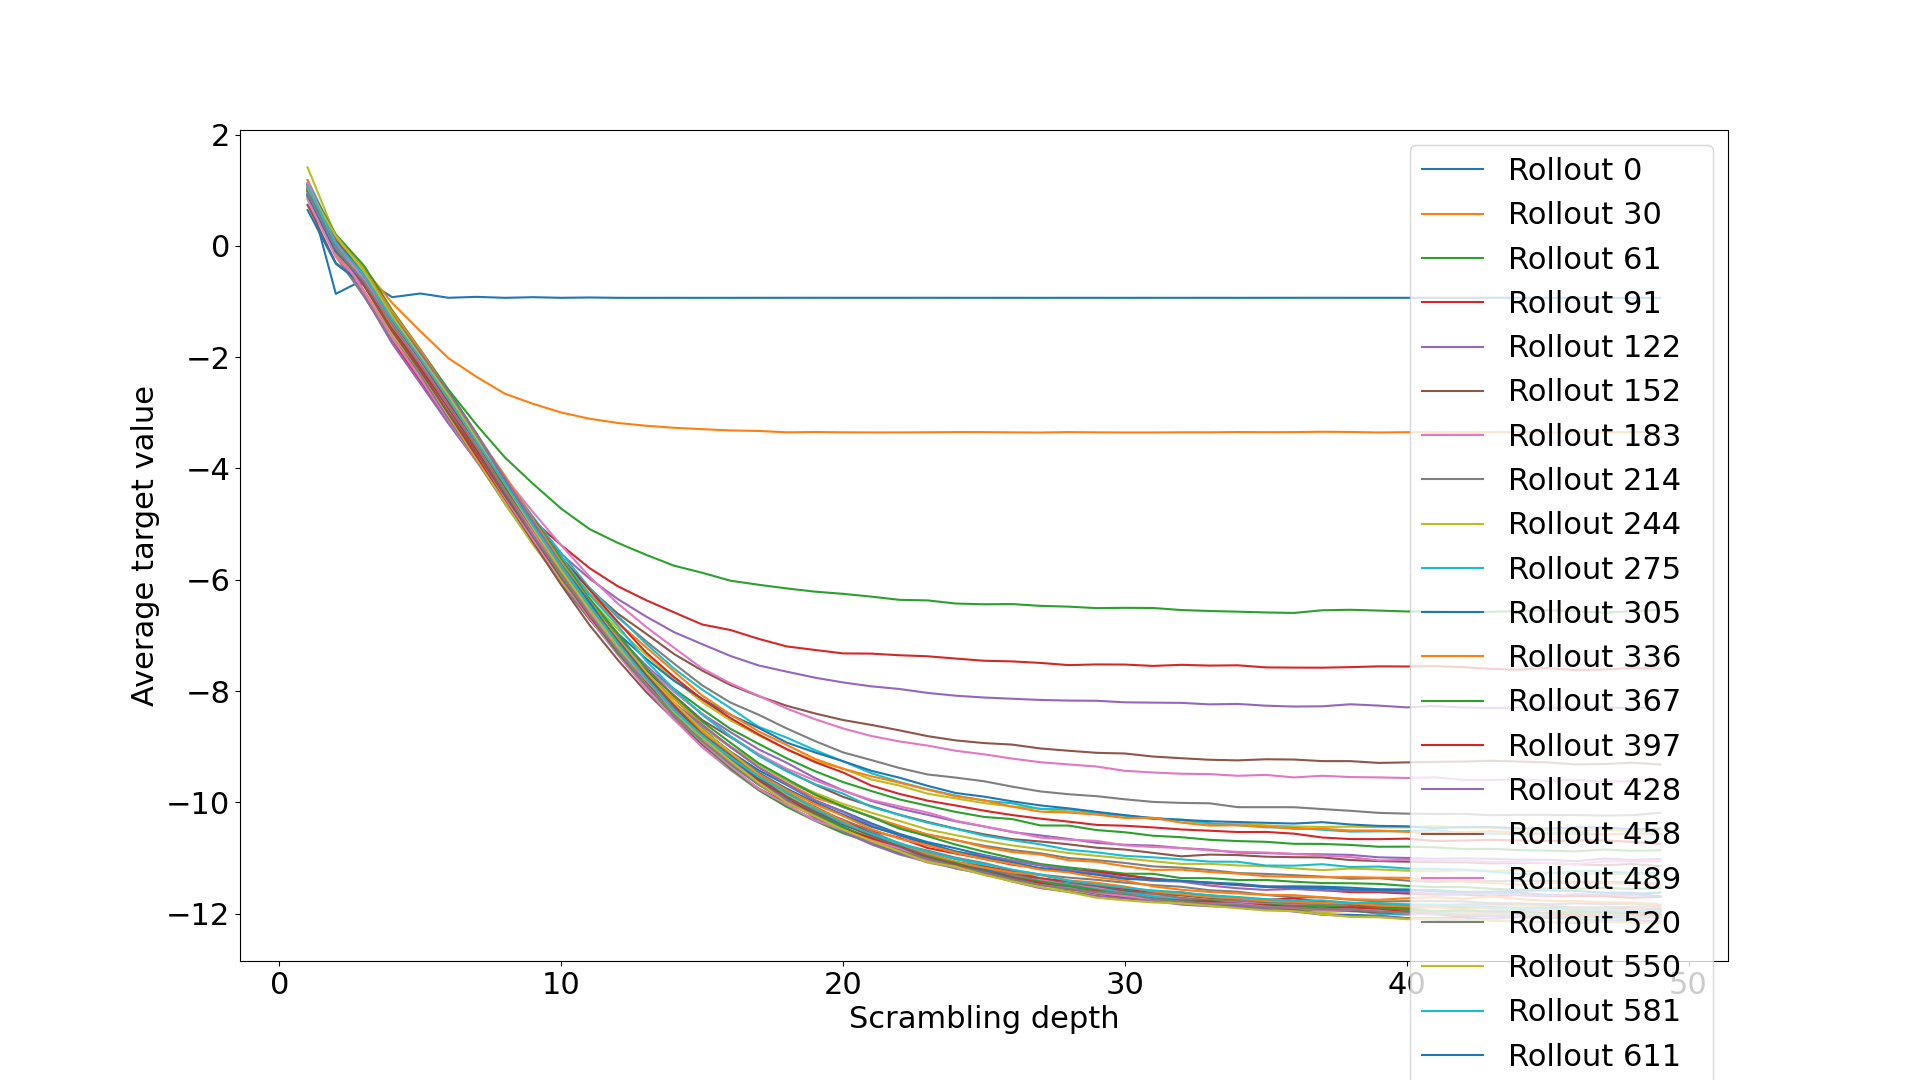 2
0
−2
−4
−6
−8
−10
−12
Average target value
0
10
20
30
40
50
Scrambling depth
Rollout 0
Rollout 30
Rollout 61
Rollout 91
Rollout 122
Rollout 152
Rollout 183
Rollout 214
Rollout 244
Rollout 275
Rollout 305
Rollout 336
Rollout 367
Rollout 397
Rollout 428
Rollout 458
Rollout 489
Rollout 520
Rollout 550
Rollout 581
Rollout 611